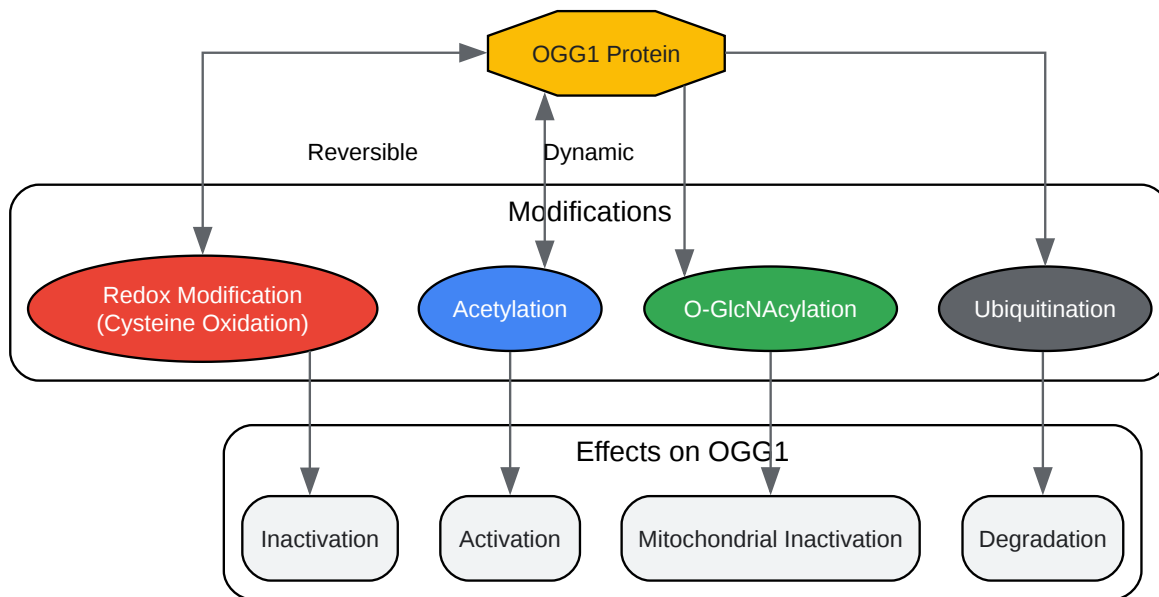 OGG1 Protein
Reversible
Dynamic
Modifications
Redox Modification
(Cysteine Oxidation)
Acetylation
O-GlcNAcylation
Ubiquitination
Effects on OGG1
Inactivation
Activation
Mitochondrial Inactivation
Degradation